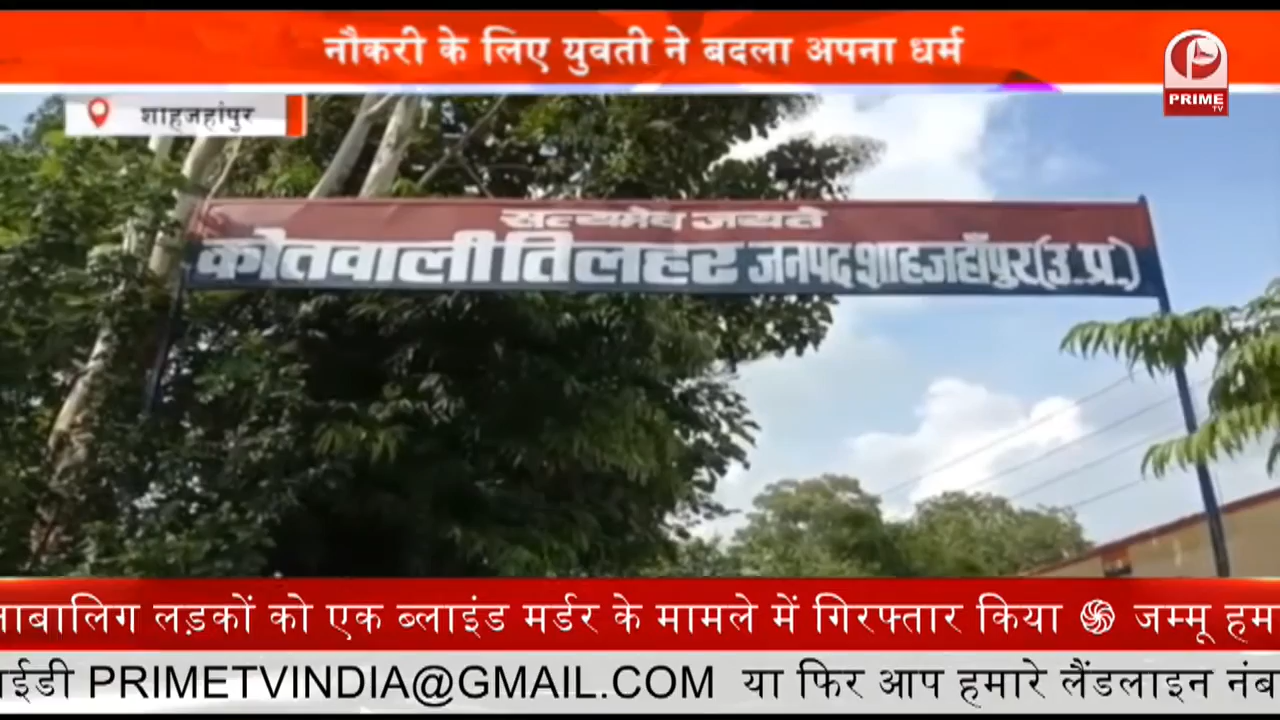 नौकरी के लिए युवती ने बदला अपना धर्म
PRIME
TV
शाहजहांपुर
सत्यमेव जयते
कोतवाली तिलहर जनपद शाहजहाँपुर (उ.प्र.)
लड़कों को एक ब्लाइंड मर्डर के मामले में गिरफ्तार किया जम्मू हम
PRIMETVINDIA@GMAIL.COM या फिर आप हमारे लैंडलाइन